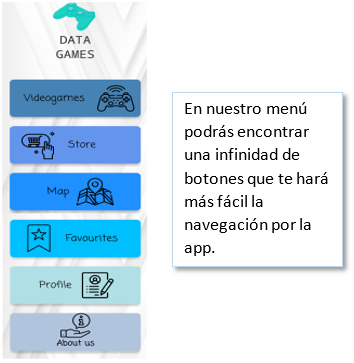 DATA
GAMES
Videogames
Store
Map
Favourites
Profile
About us
En nuestro menú
podrás encontrar
una infinidad de
botones que te hará
más fácil la
navegación por la
app.